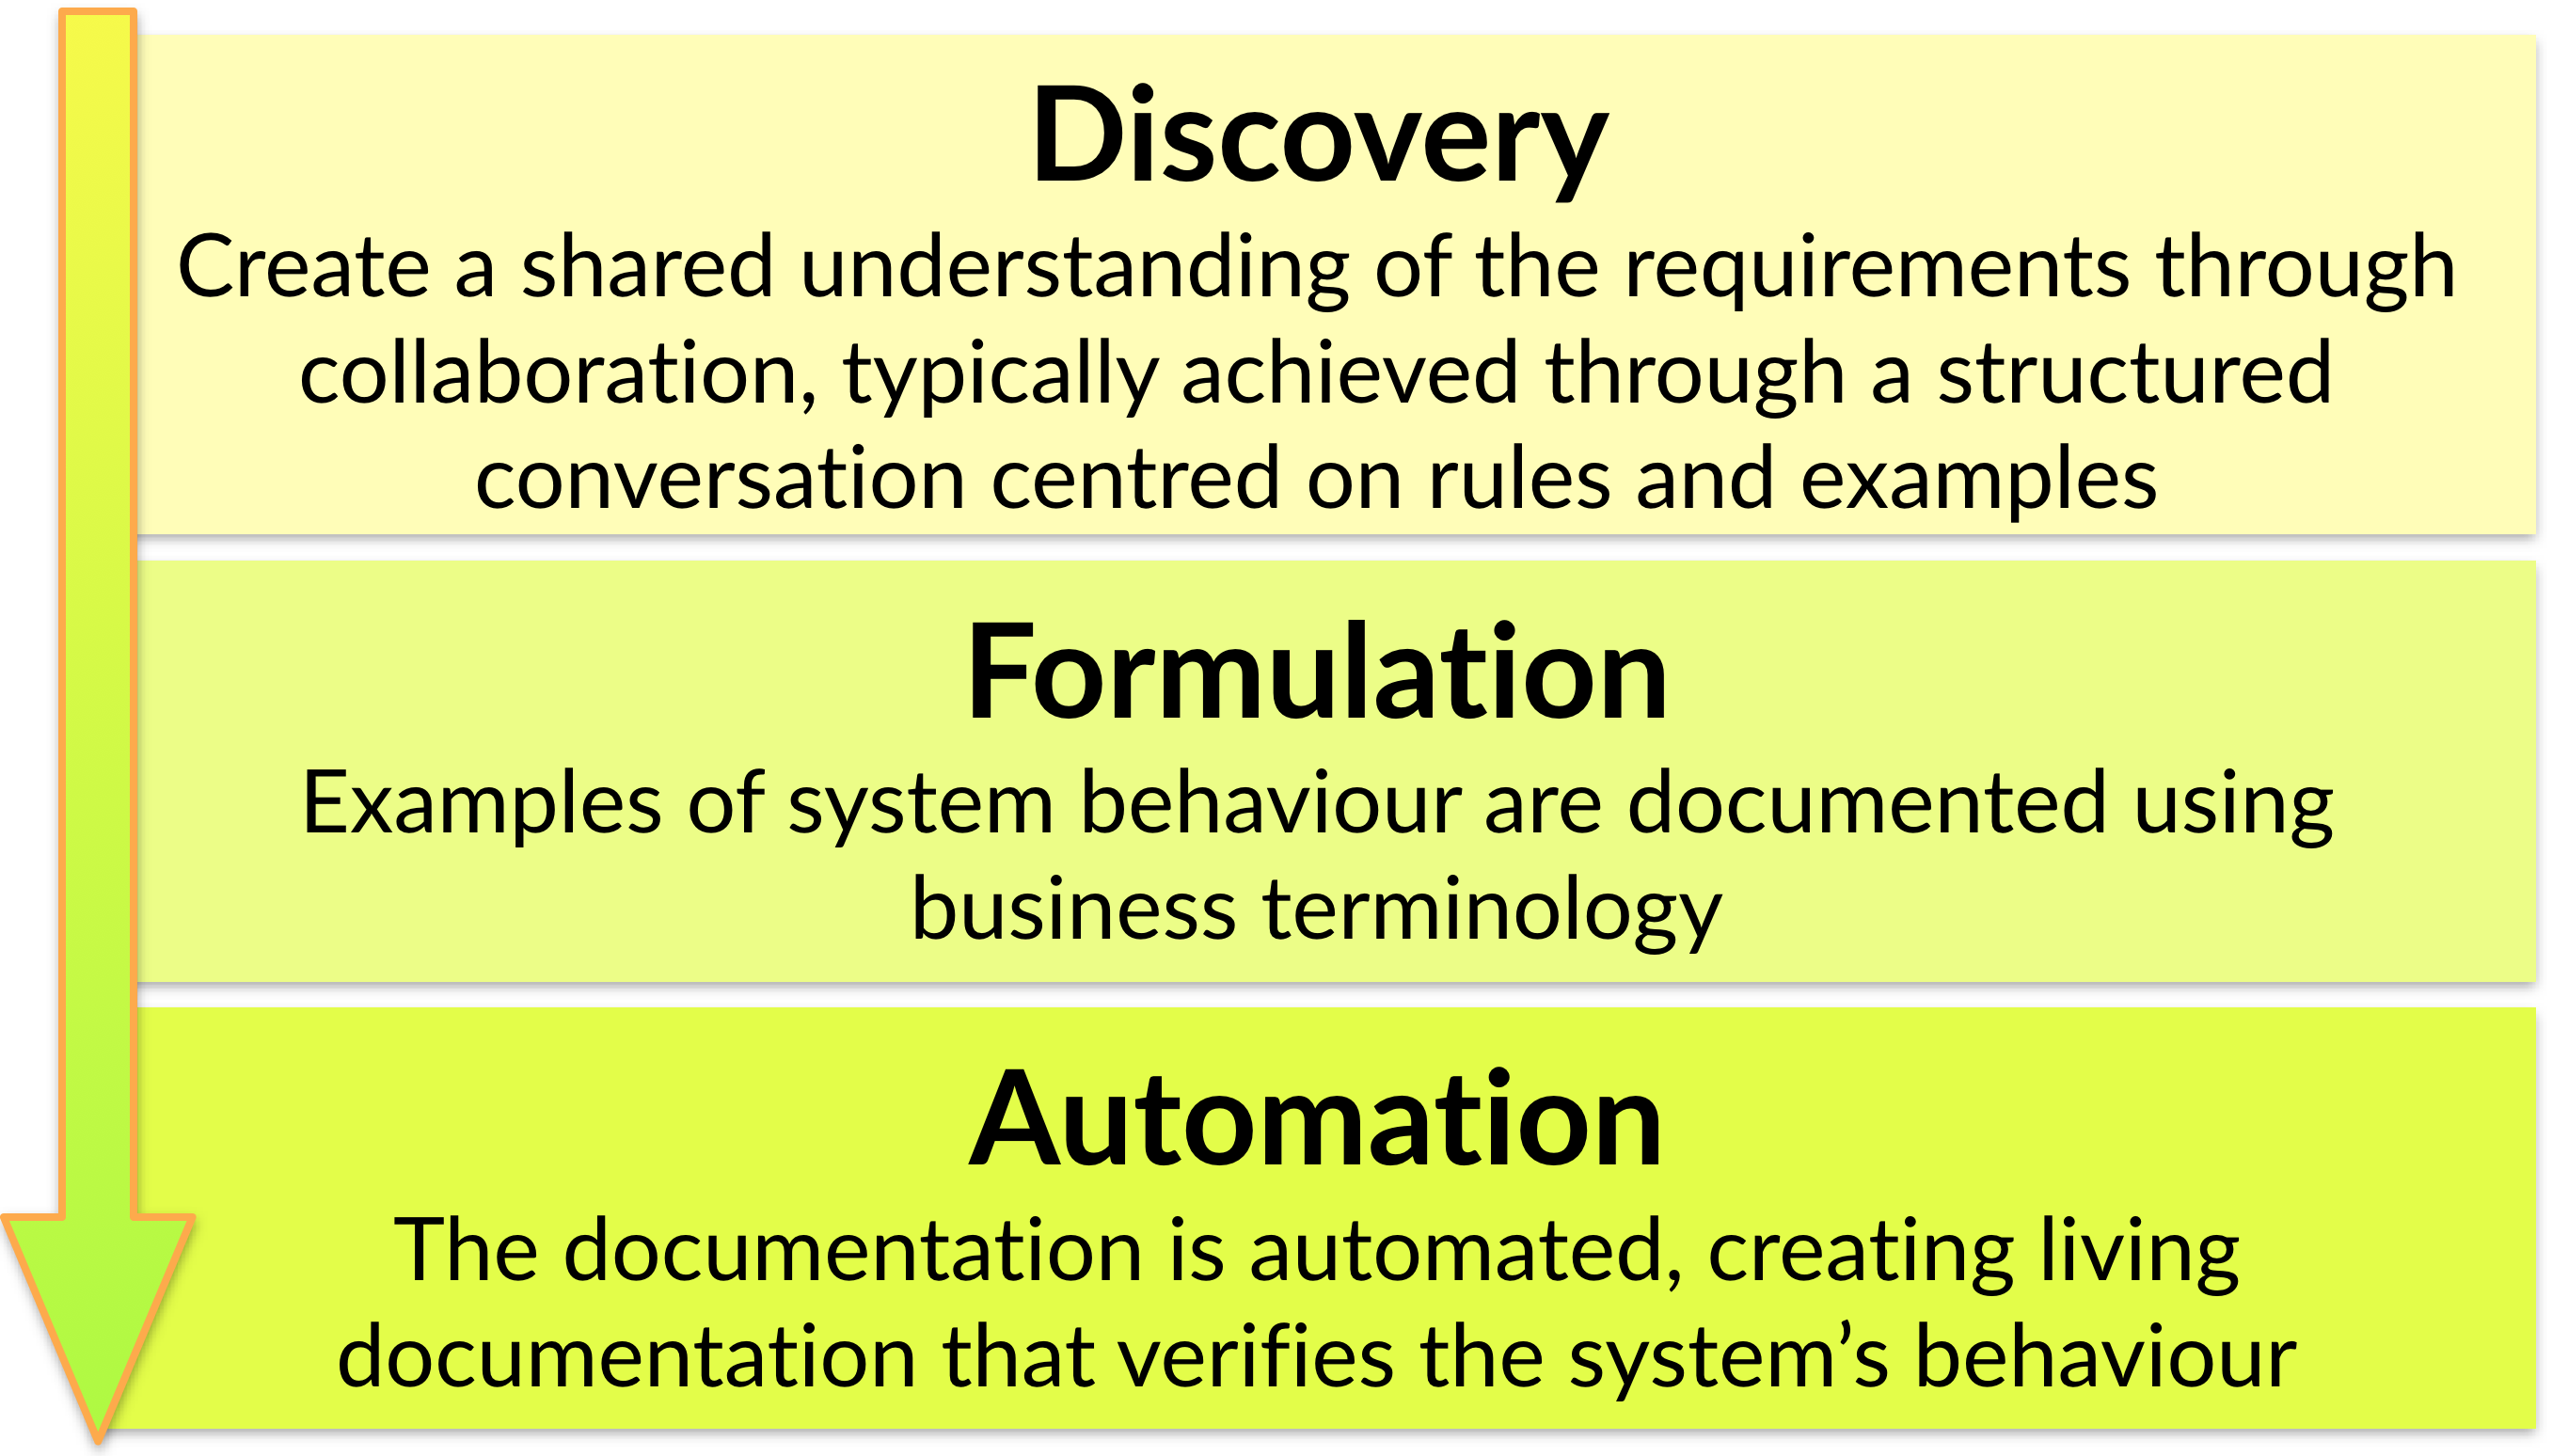 Discovery
Create a shared understanding of the requirements through
collaboration, typically achieved through a structured
conversation centred on rules and examples
Formulation
Examples of system behaviour are documented using
business terminology
Automation
The documentation is automated, creating living
documentation that verifies the system’s behaviour